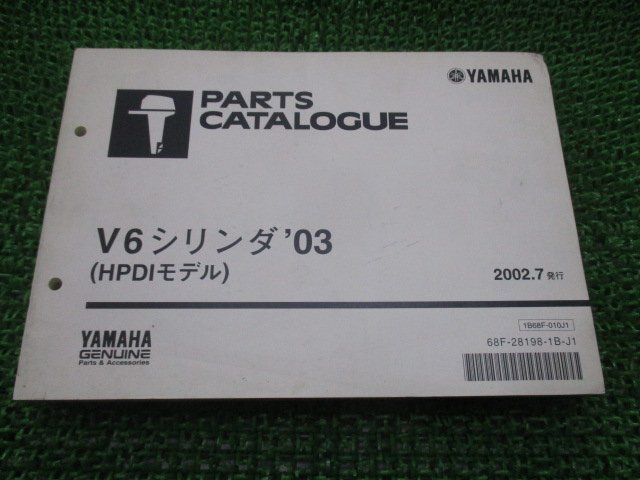 YAMAHA
PARTS
CATALOGUE
V6シリンダ'03
(HPDIモデル)
2002.7 発行
1B68F-010J1
68F-28198-1B-J1
YAMAHA
GENUINE
Parts & Accessories